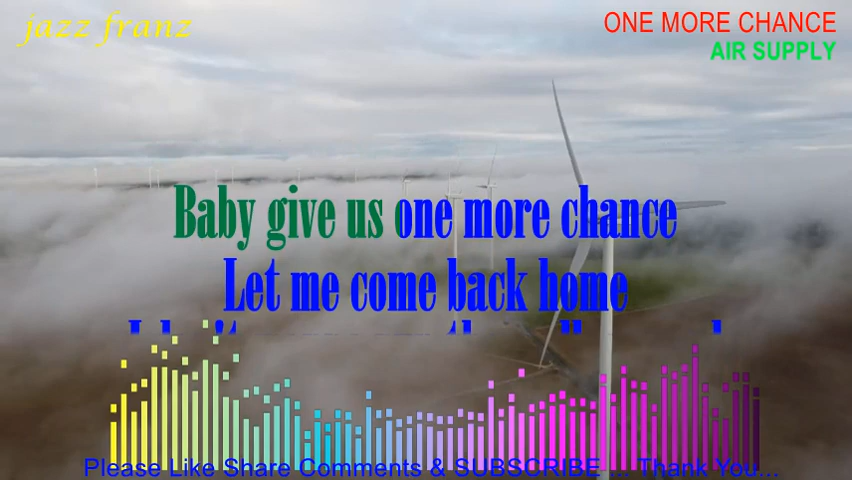 jazz franz
ONE MORE CHANCE
AIR SUPPLY
Baby give us one more chance
Let me come back home
Please Like Share Comments & SUBSCRIBE ... Thank You...